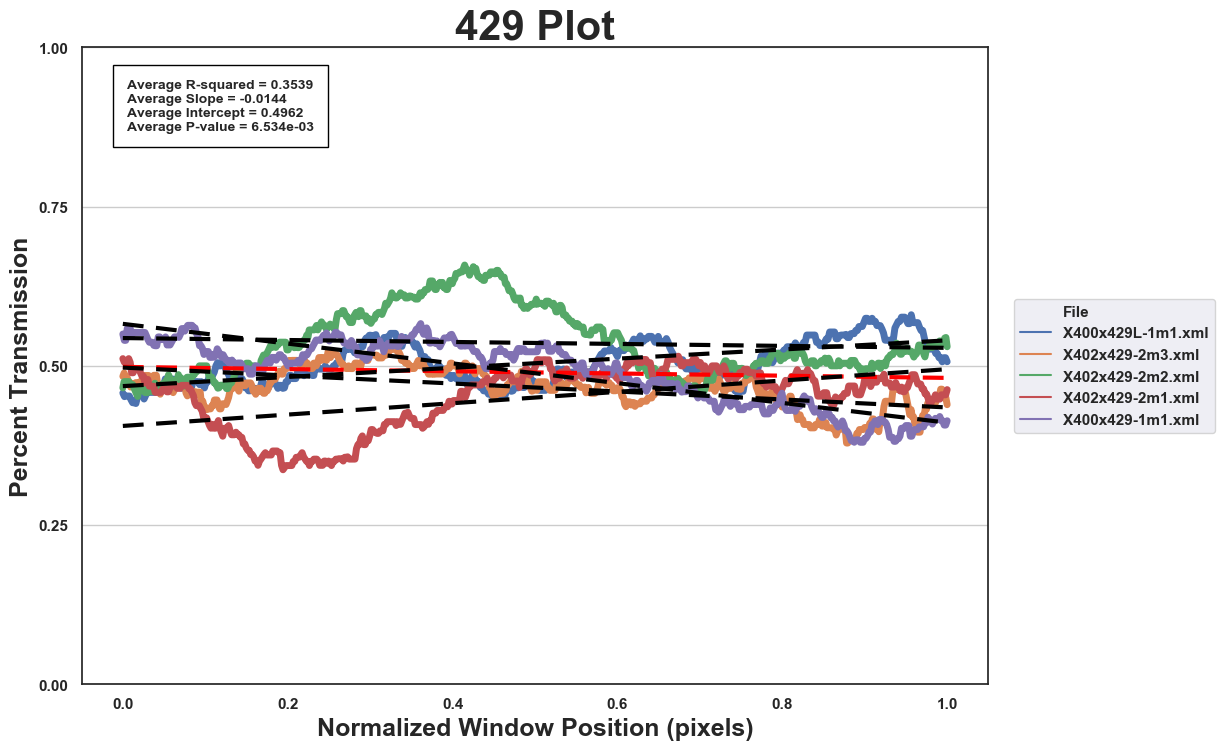 429 Plot
Average R-squared = 0.3539
Average Slope = -0.0144
Average Intercept = 0.4962
Average P-value = 6.534e-03
Percent Transmission
1.00
0.75
0.50
0.25
0.00
0.0 0.2 0.4 0.6 0.8 1.0
Normalized Window Position (pixels)
File
X400x429L-1m1.xml
X402x429-2m3.xml
X402x429-2m2.xml
X402x429-2m1.xml
X400x429-1m1.xml